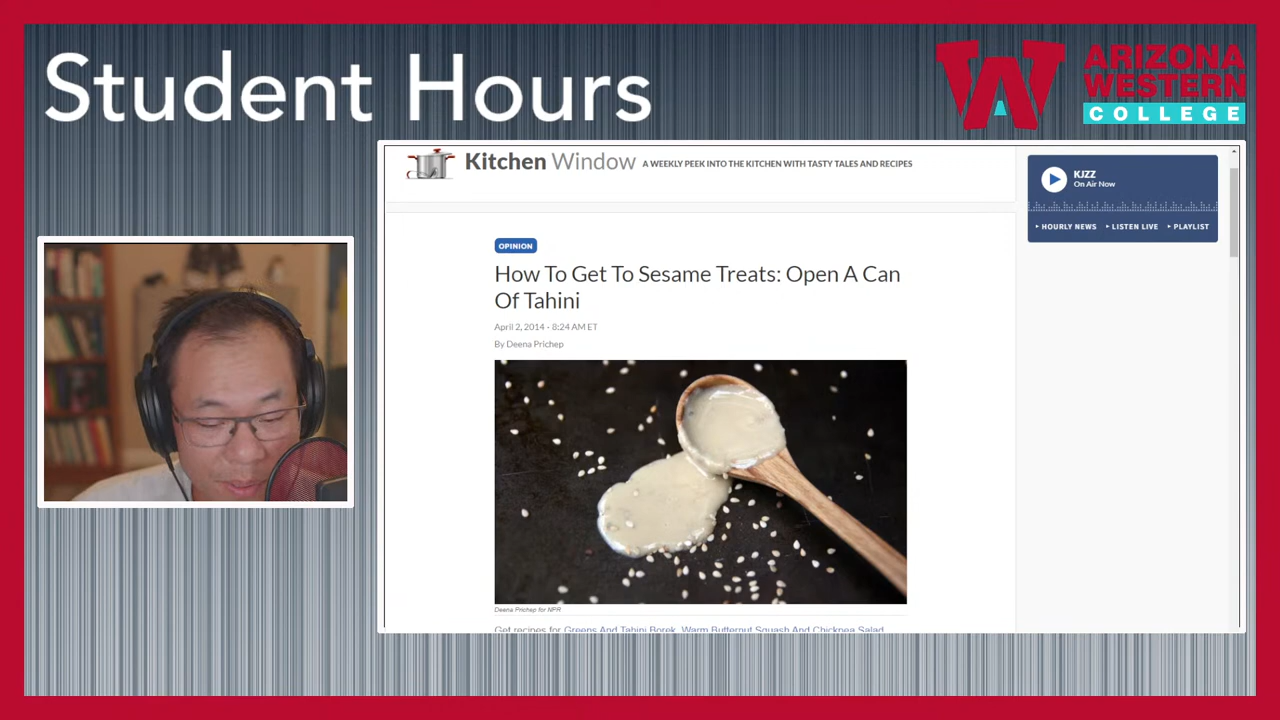 Student Hours
ARIZONA
WESTERN
COLLEGE
Kitchen Window A WEEKLY PEEK INTO THE KITCHEN WITH TASTY TALES AND RECIPES
KJZZ
On Air Now
HOURLY NEWS LISTEN LIVE PLAYLIST
OPINION
How To Get To Sesame Treats: Open A Can
Of Tahini
April 2, 2014 - 8:24 AM ET
By Deena Prichep
Deena Prichep for NPR
Get recipes for Greens And Tahini Borek, Warm Butternut Squash And Chickpea Salad